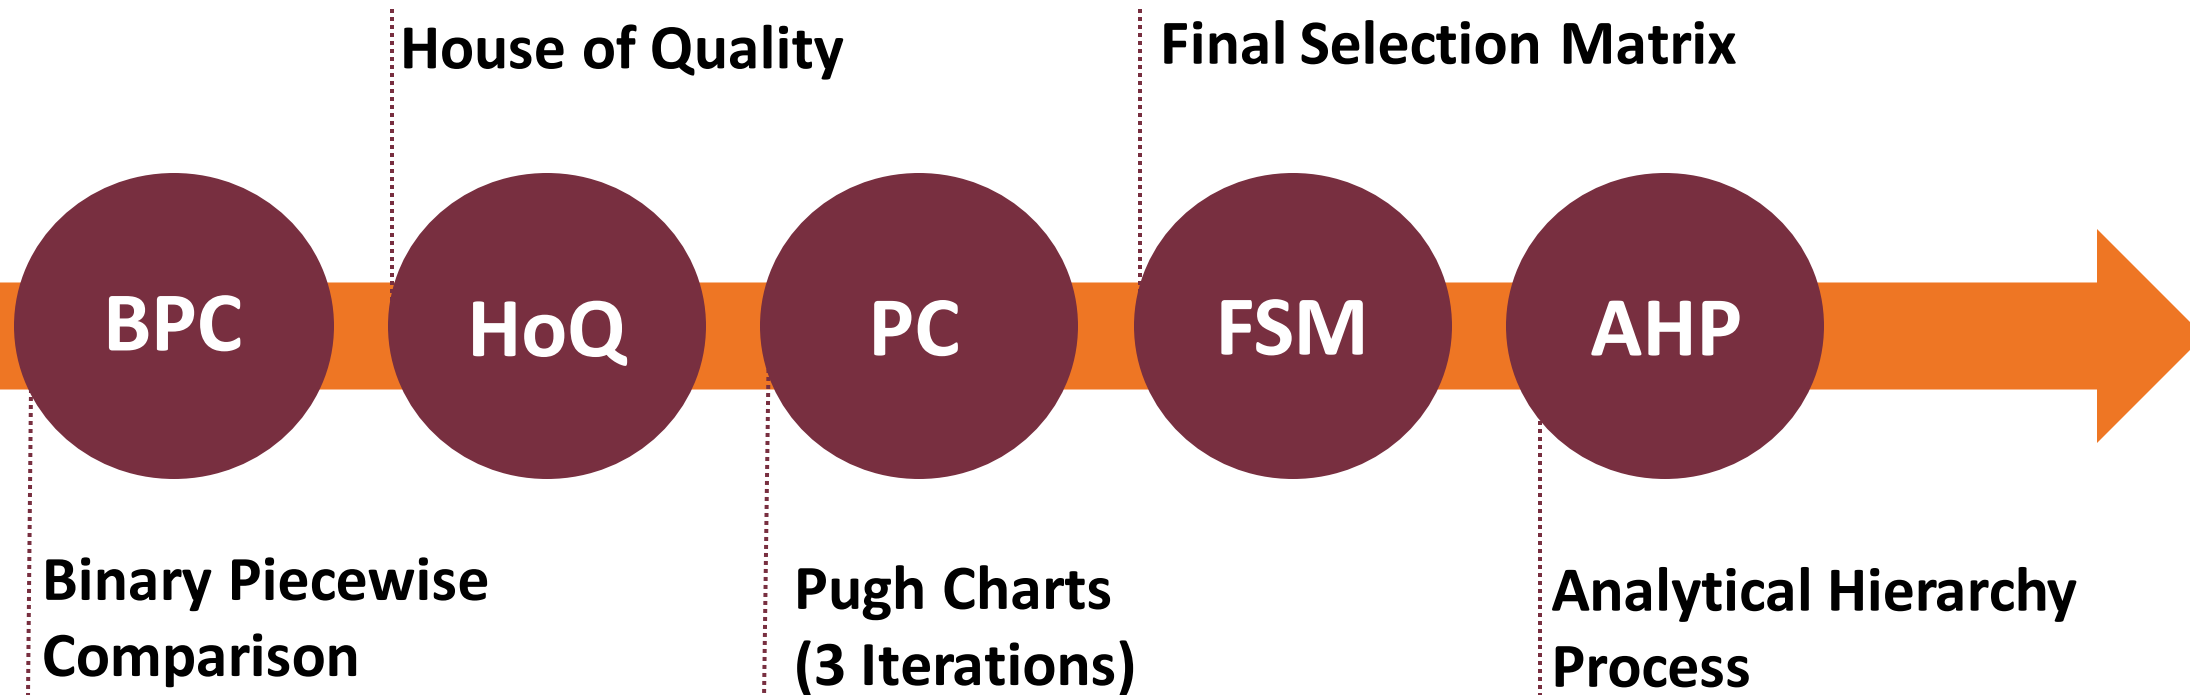 House of Quality
Final Selection Matrix
BPC
HoQ
PC
FSM
AHP
Binary Piecewise
Comparison
Pugh Charts
(3 Iterations)
Analytical Hierarchy
Process